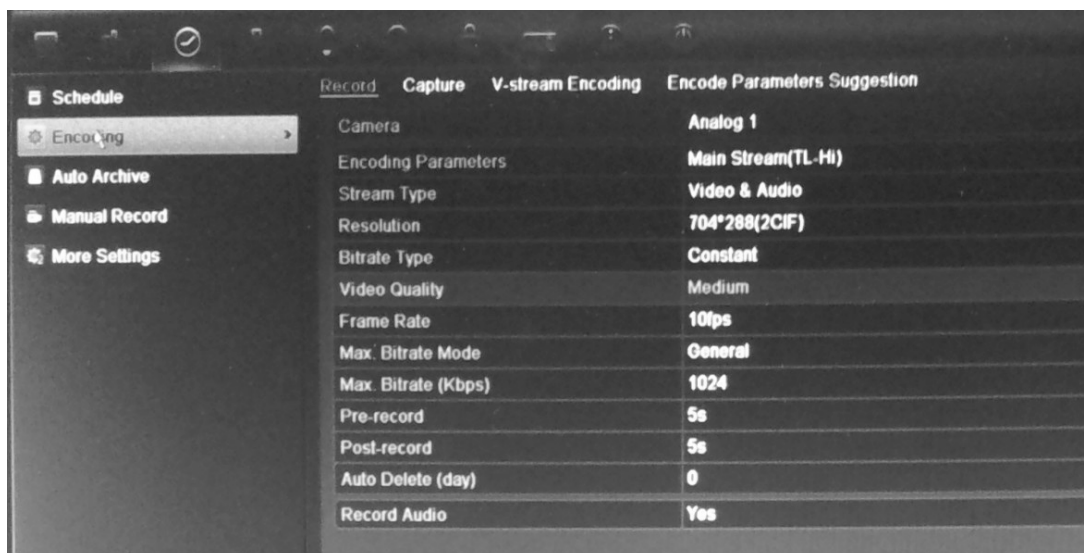 Record Capture V-stream Encoding Encode Parameters Suggestion
Schedule
Encoding
Auto Archive
Manual Record
More Settings
Camera Analog 1
Encoding Parameters Main Stream(TL-Hi)
Stream Type Video & Audio
Resolution 704*288(2CIF)
Bitrate Type Constant
Video Quality Medium
Frame Rate 10fps
Max. Bitrate Mode General
Max. Bitrate (Kbps) 1024
Pre-record 5s
Post-record 5s
Auto Delete (day) 0
Record Audio Yes